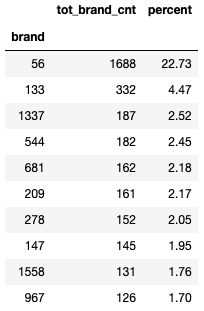 tot_brand_cnt percent
brand
56 1688 22.73
133 332 4.47
1337 187 2.52
544 182 2.45
681 162 2.18
209 161 2.17
278 152 2.05
147 145 1.95
1558 131 1.76
967 126 1.70